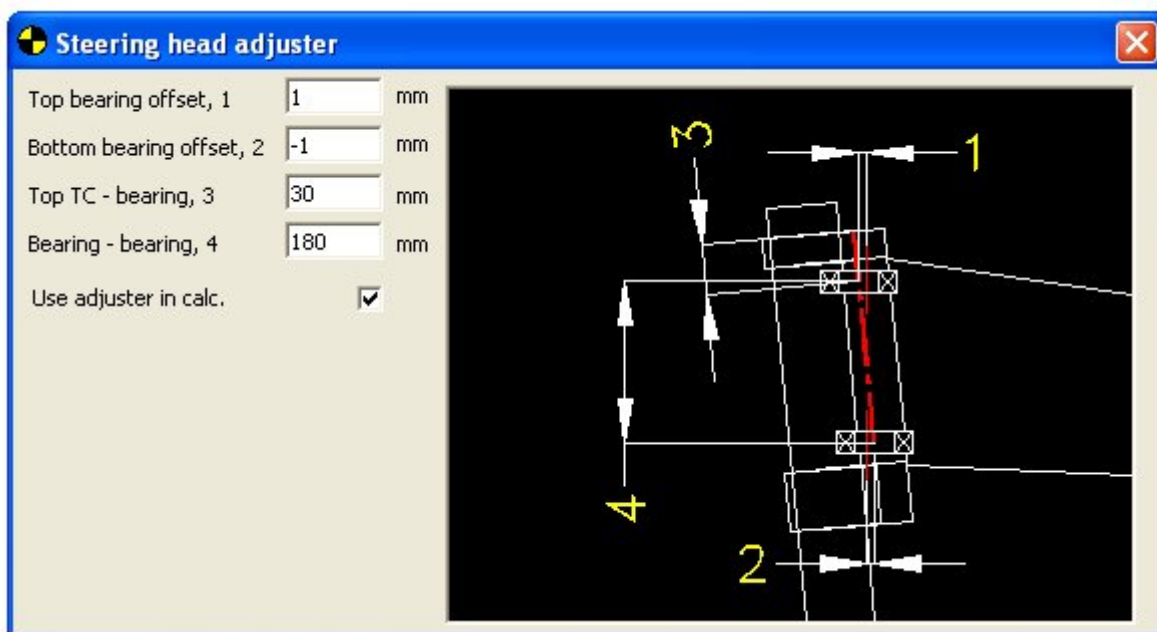 Steering head adjuster
Top bearing offset, 1 1 mm
Bottom bearing offset, 2 -1 mm
Top TC - bearing, 3 30 mm
Bearing - bearing, 4 180 mm
Use adjuster in calc.
3
1
4
2